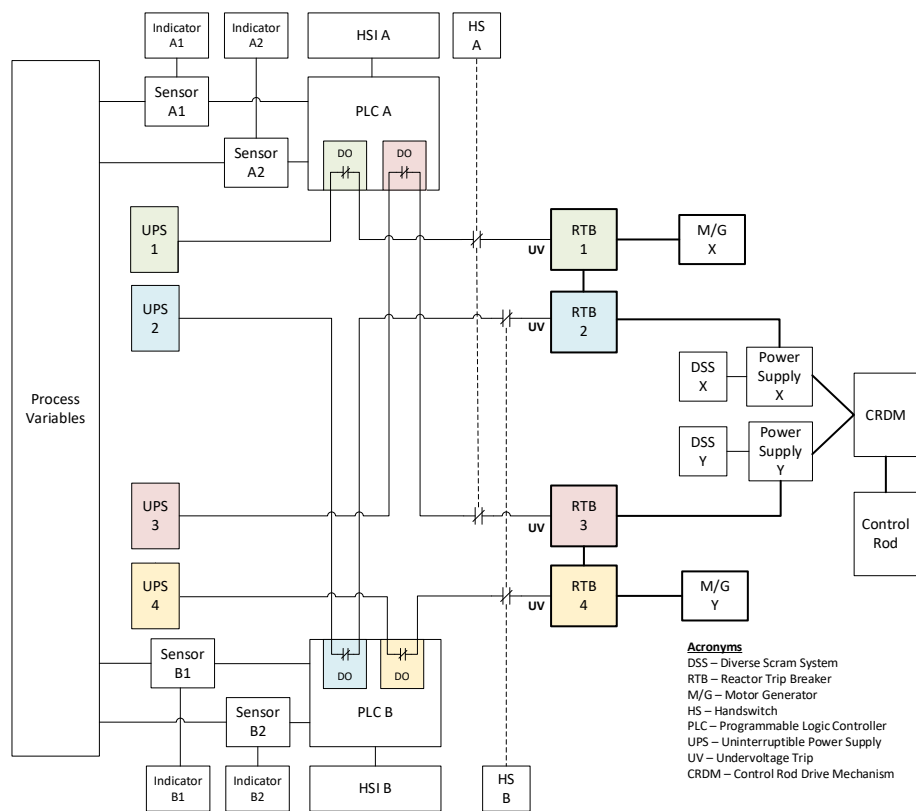 Indicator
A1
Indicator
A2
HSI A
HS
A
Sensor
A1
PLC A
Sensor
A2
DO
DO
UPS
1
UV
RTB
1
M/G
X
UPS
2
UV
RTB
2
Process
Variables
DSS
X
Power
Supply
X
CRDM
DSS
Y
Power
Supply
Y
UPS
3
UV
RTB
3
Control
Rod
UPS
4
UV
RTB
4
M/G
Y
Sensor
B1
DO
DO
Sensor
B2
PLC B
Indicator
B1
Indicator
B2
HSI B
HS
B
Acronyms
DSS – Diverse Scram System
RTB – Reactor Trip Breaker
M/G – Motor Generator
HS – Handswitch
PLC – Programmable Logic Controller
UPS – Uninterruptible Power Supply
UV – Undervoltage Trip
CRDM – Control Rod Drive Mechanism